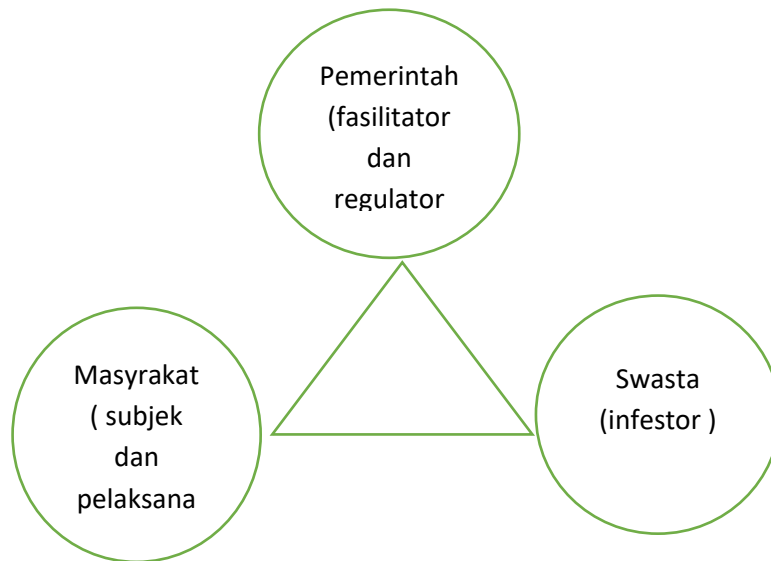 Pemerintah
(fasilitator
dan
regulator
Masyrakat
( subjek
dan
pelaksana
Swasta
(infestor )